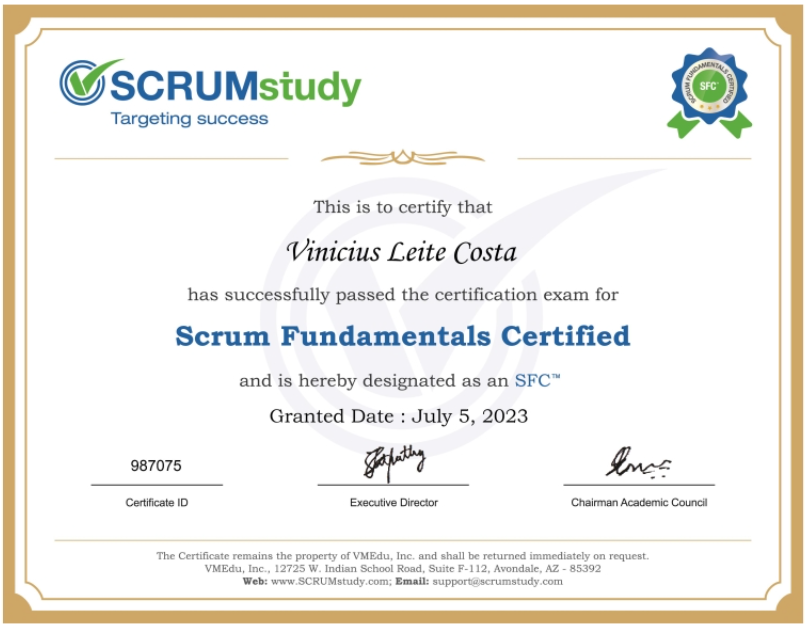 SCRUMstudy
Targeting success
SCRUM FUNDAMENTALS CERTIFIED
SFC™
This is to certify that
Vinicius Leite Costa
has successfully passed the certification exam for
Scrum Fundamentals Certified
and is hereby designated as an SFC™
Granted Date : July 5, 2023
987075
Certificate ID
Executive Director
Chairman Academic Council
The Certificate remains the property of VMEdu, Inc. and shall be returned immediately on request.
VMEdu, Inc., 12725 W. Indian School Road, Suite F-112, Avondale, AZ - 85392
Web: www.SCRUMstudy.com; Email: support@scrumstudy.com